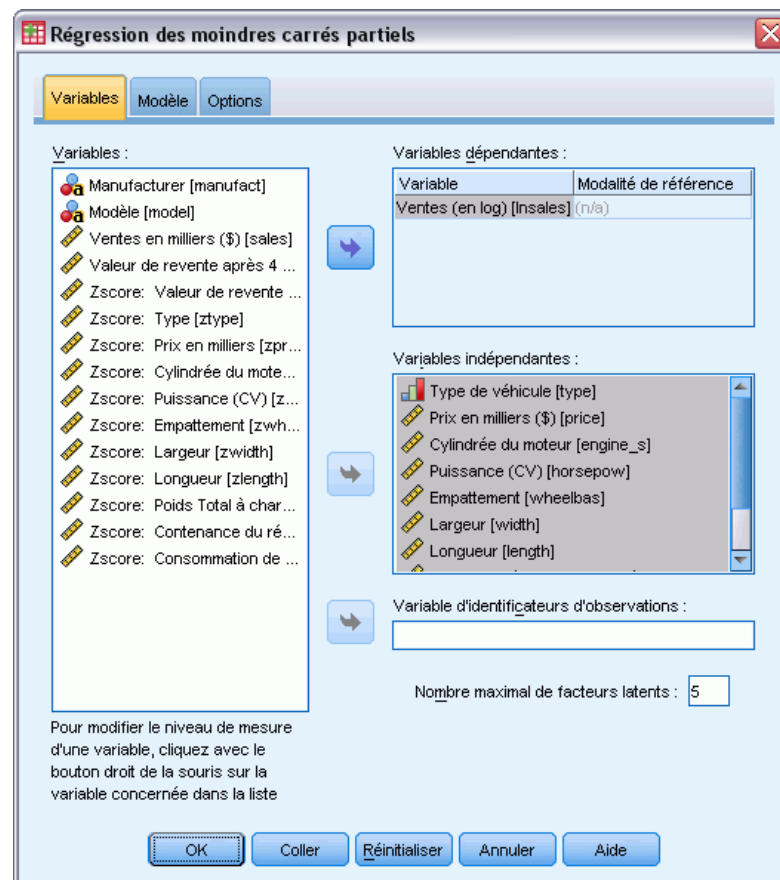 Régression des moindres carrés partiels
Variables
Modèle
Options
Variables :
Manufacturer [manufact]
Modèle [model]
Ventes en milliers ($) [sales]
Valeur de revente après 4 ...
Zscore: Valeur de revente ...
Zscore: Type [ztype]
Zscore: Prix en milliers [zpr...
Zscore: Cylindrée du mote...
Zscore: Puissance (CV) [z...
Zscore: Empattement [zwh...
Zscore: Largeur [zwidth]
Zscore: Longueur [zlength]
Zscore: Poids Total à char...
Zscore: Contenance du ré...
Zscore: Consommation de ...
Pour modifier le niveau de mesure
d'une variable, cliquez avec le
bouton droit de la souris sur la
variable concernée dans la liste
Variables dépendantes :
Variable Modalité de référence
Ventes (en log) [lnsales] (n/a)
Variables indépendantes :
Type de véhicule [type]
Prix en milliers ($) [price]
Cylindrée du moteur [engine_s]
Puissance (CV) [horsepow]
Empattement [wheelbas]
Largeur [width]
Longueur [length]
Variable d'identificateurs d'observations :
Nombre maximal de facteurs latents : 5
OK
Coller
Réinitialiser
Annuler
Aide